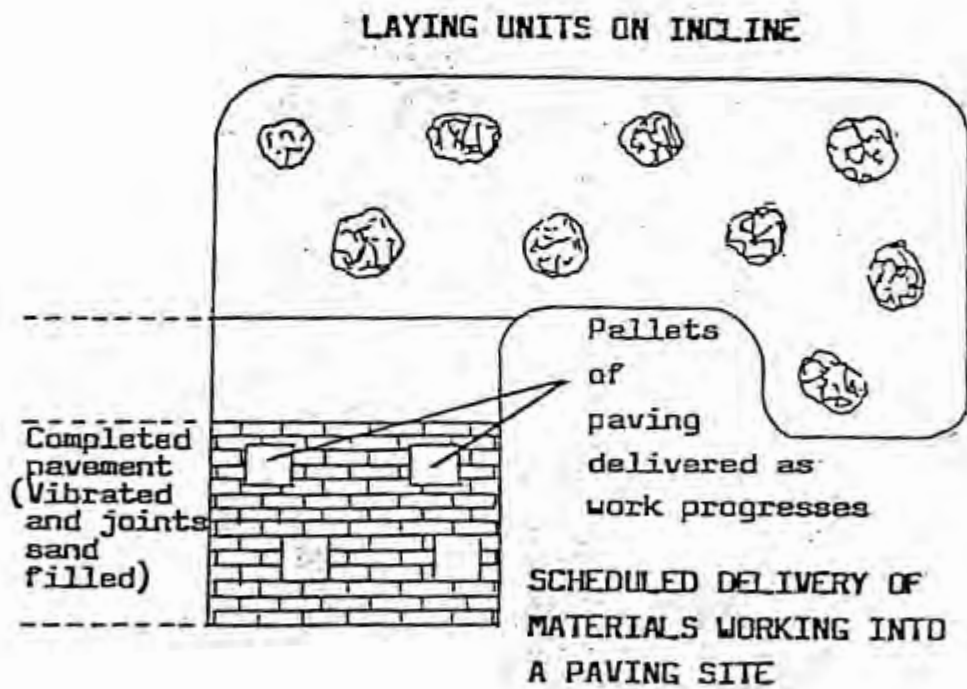 LAYING UNITS ON INCLINE
Pallets
of
paving
delivered as
work progresses
Completed
pavement
(Vibrated
and joints
sand
filled)
SCHEDULED DELIVERY OF
MATERIALS WORKING INTO
A PAVING SITE